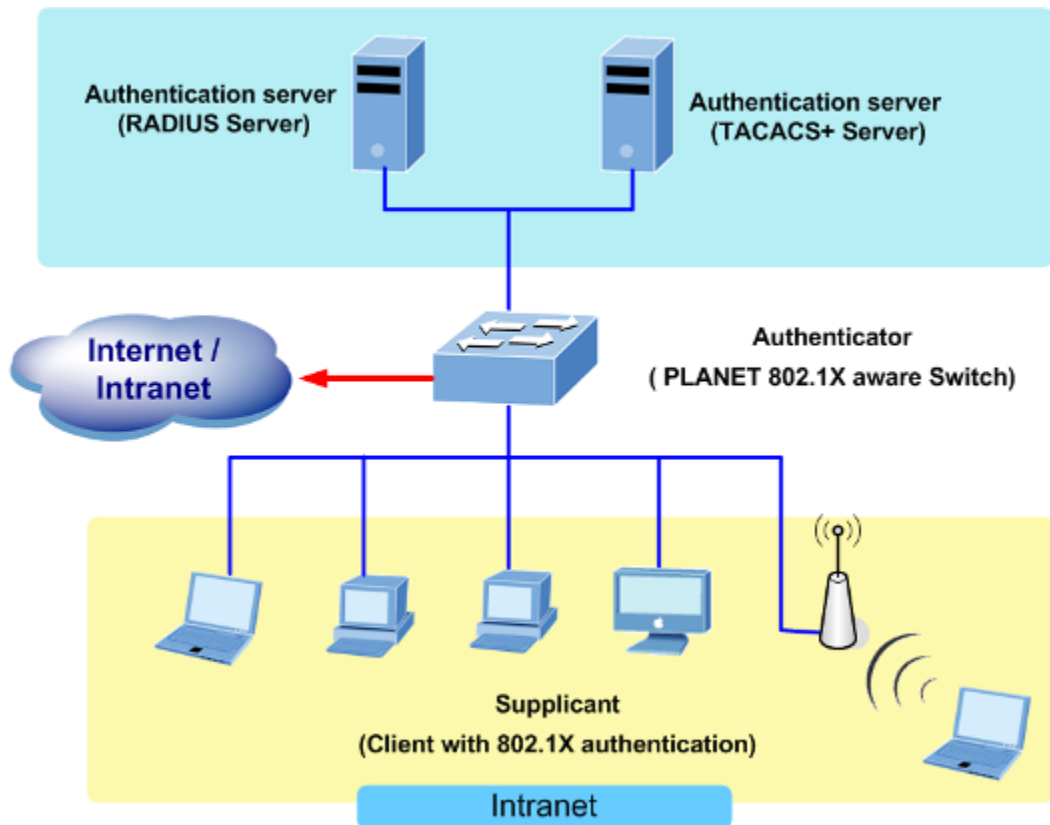 Authentication server
(RADIUS Server)
Authentication server
(TACACS+ Server)
Internet /
Intranet
Authenticator
( PLANET 802.1X aware Switch)
Supplicant
(Client with 802.1X authentication)
Intranet